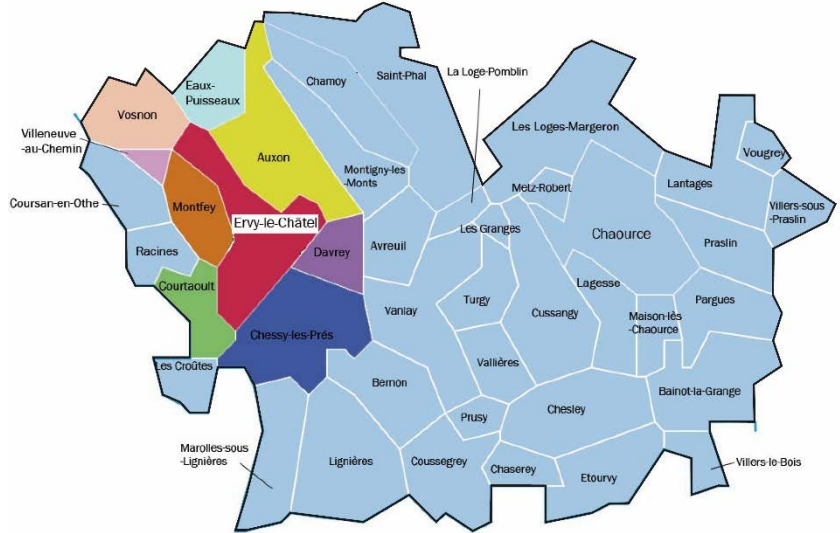 Eaux-
Puisseaux
Vosnon
Villeneuve
-au-Chemin
Coursan-en-Othe
Montfey
Racines
Courtaoult
Les Croûtes
Auxon
Ervy-le-Châtel
Davrey
Chessy-les-Prés
Marolles-sous
-Lignières
Lignières
Chamoy
Saint-Phal
Montigny-les
-Monts
La Loge-Pomblin
Avreuil
Les Granges
Metz-Robert
Les Loges-Margeron
Vanlay
Turgy
Vallières
Bernon
Prusy
Coussegrey
Chaserey
Cussangy
Chaource
Lagesse
Maison-lès
-Chaource
Chesley
Etourvy
Lantages
Vougrey
Villers-sous
-Praslin
Praslin
Pargues
Bainot-la-Grange
Villers-le-Bois